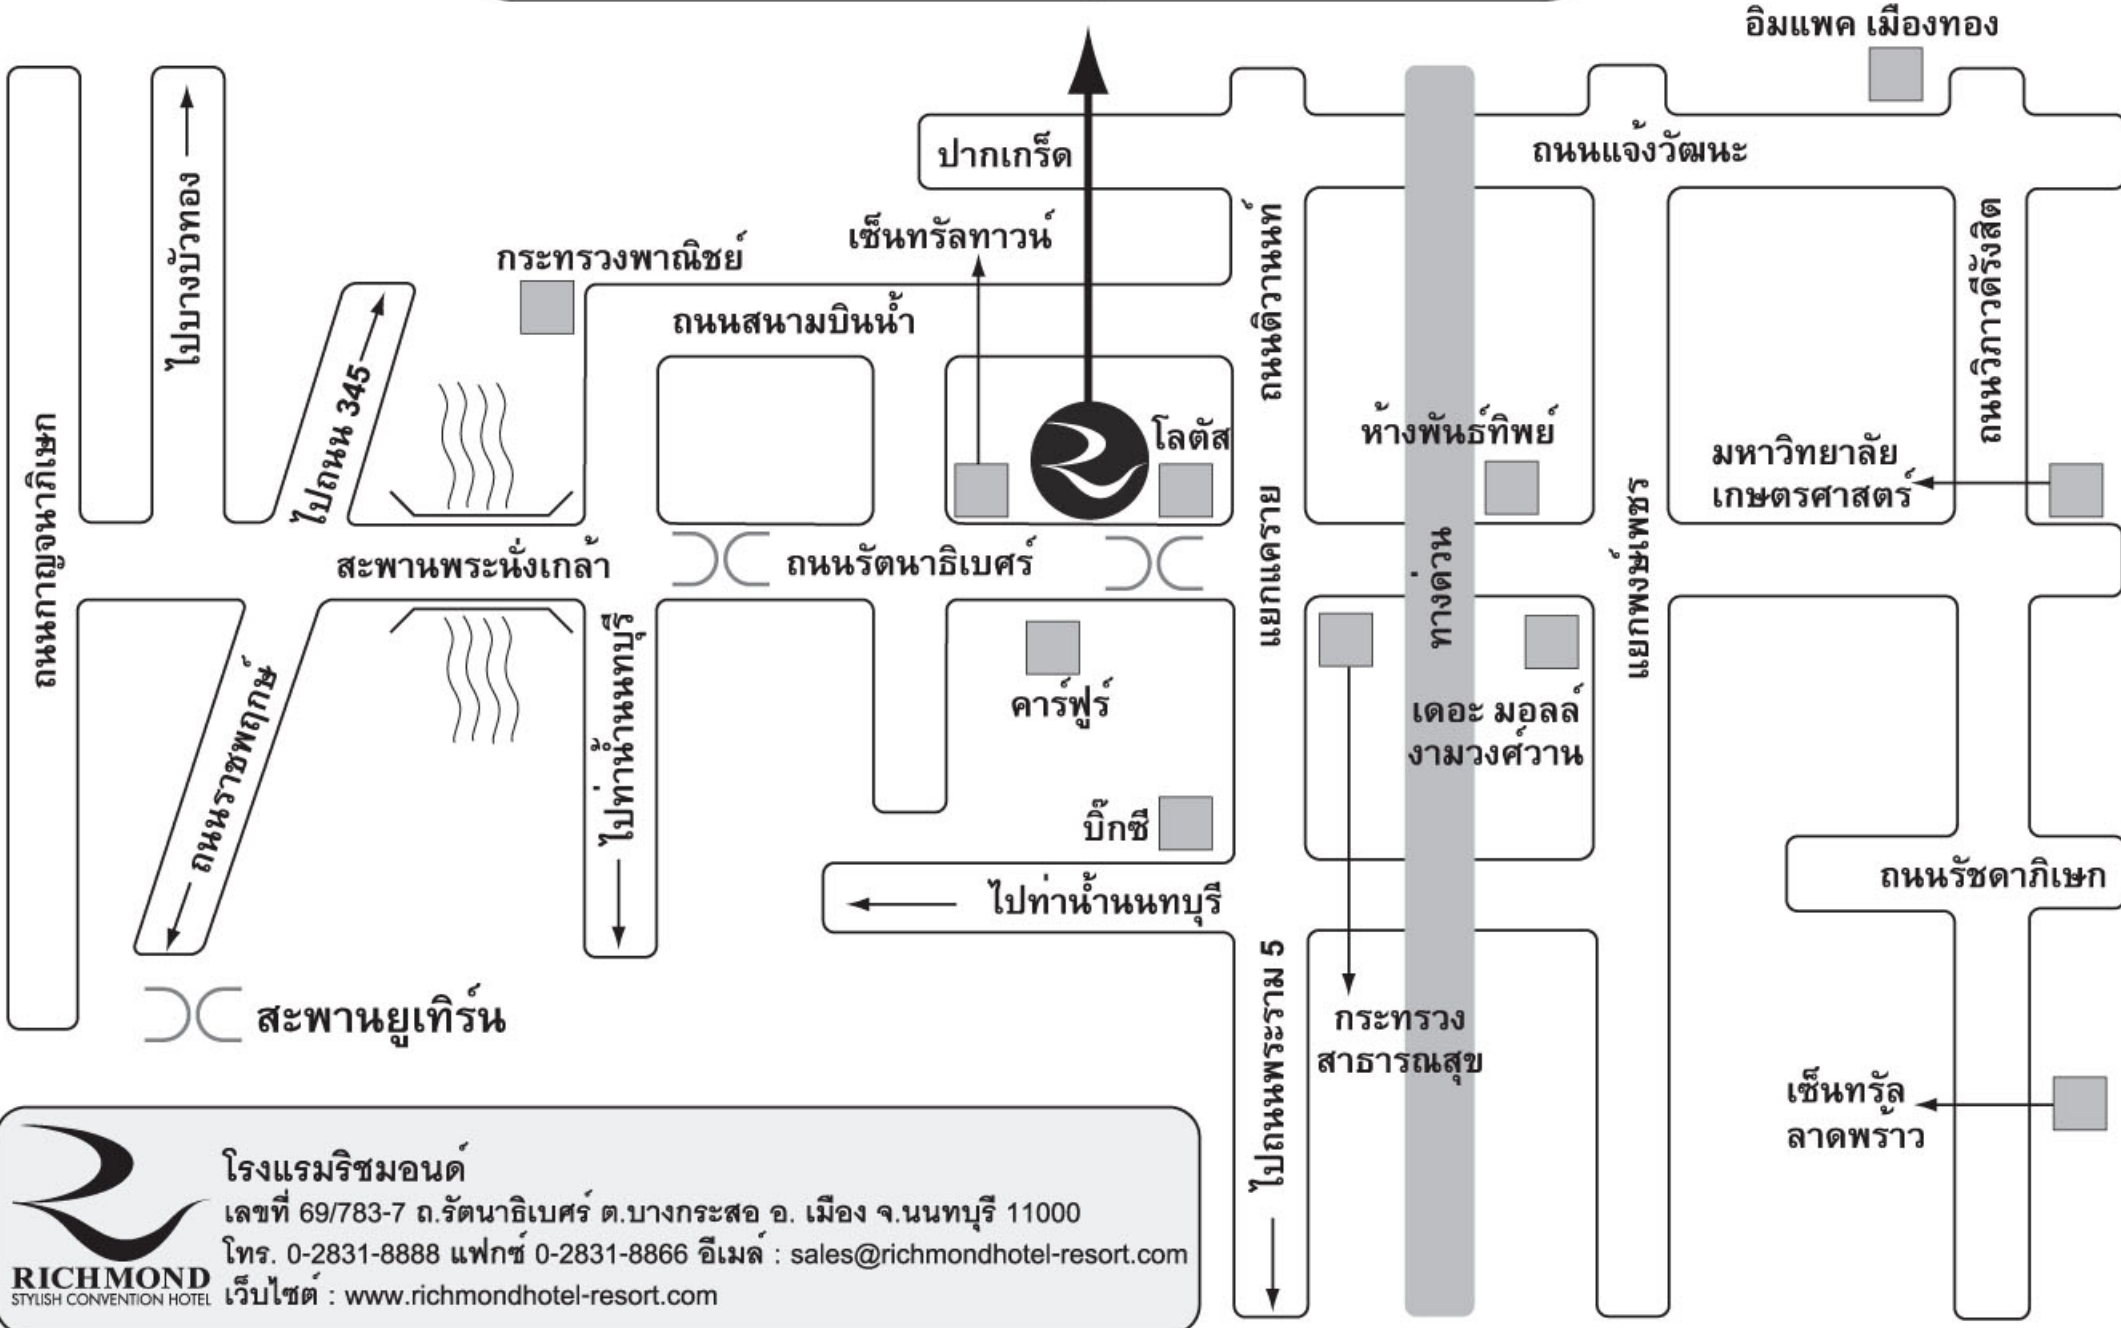 อิมแพค เมืองทอง
ปากเกร็ด
ถนนแจ้งวัฒนะ
เซ็นทรัลทาวน์
กระทรวงพาณิชย์
ถนนสนามบินน้ำ
ไปบางบัวทอง
ไปถนน 345
ถนนติวานนท์
ถนนวิภาวดีรังสิต
โลตัส
ห้างพันธ์ทิพย์
มหาวิทยาลัย
เกษตรศาสตร์
ถนนกาญจนาภิเษก
สะพานพระนั่งเกล้า
ถนนรัตนาธิเบศร์
แยกแคราย
ทางด่วน
แยกพงษ์เพชร
ถนนราชพฤกษ์
ไปท่าน้ำนนทบุรี
คาร์ฟูร์
เดอะ มอลล์
งามวงศ์วาน
บิ๊กซี
ไปท่าน้ำนนทบุรี
ถนนรัชดาภิเษก
สะพานยูเทิร์น
ไปถนนพระราม 5
กระทรวง
สาธารณสุข
เซ็นทรัล
ลาดพร้าว
โรงแรมริชมอนด์
เลขที่ 69/783-7 ถ.รัตนาธิเบศร์ ต.บางกระสอ อ. เมือง จ.นนทบุรี 11000
โทร. 0-2831-8888 แฟกซ์ 0-2831-8866 อีเมล์ : sales@richmondhotel-resort.com
เว็บไซต์ : www.richmondhotel-resort.com
RICHMOND
STYLISH CONVENTION HOTEL